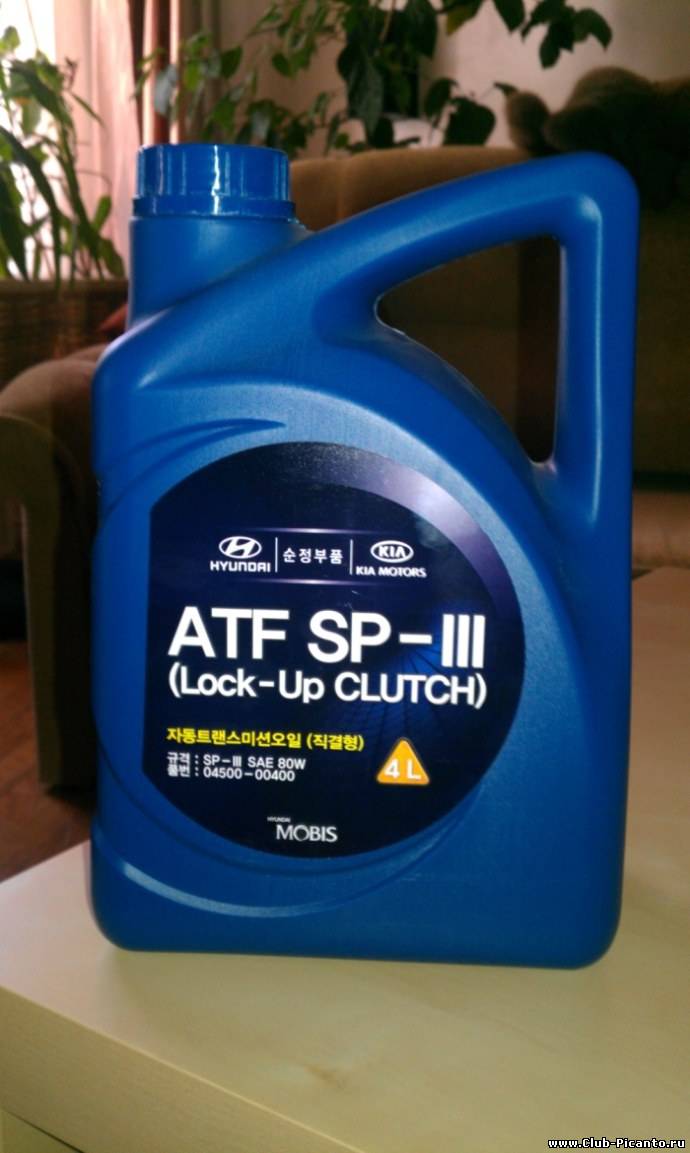 HYUNDAI 순정부품 KIA
KIA MOTORS
ATF SP-III
(Lock-Up CLUTCH)
자동트랜스미션오일 (직결형)
규격 : SP-III SAE 80W
품번 : 04500-00400
4 L
HYUNDAI
MOBIS
www.Club-Picanto.ru